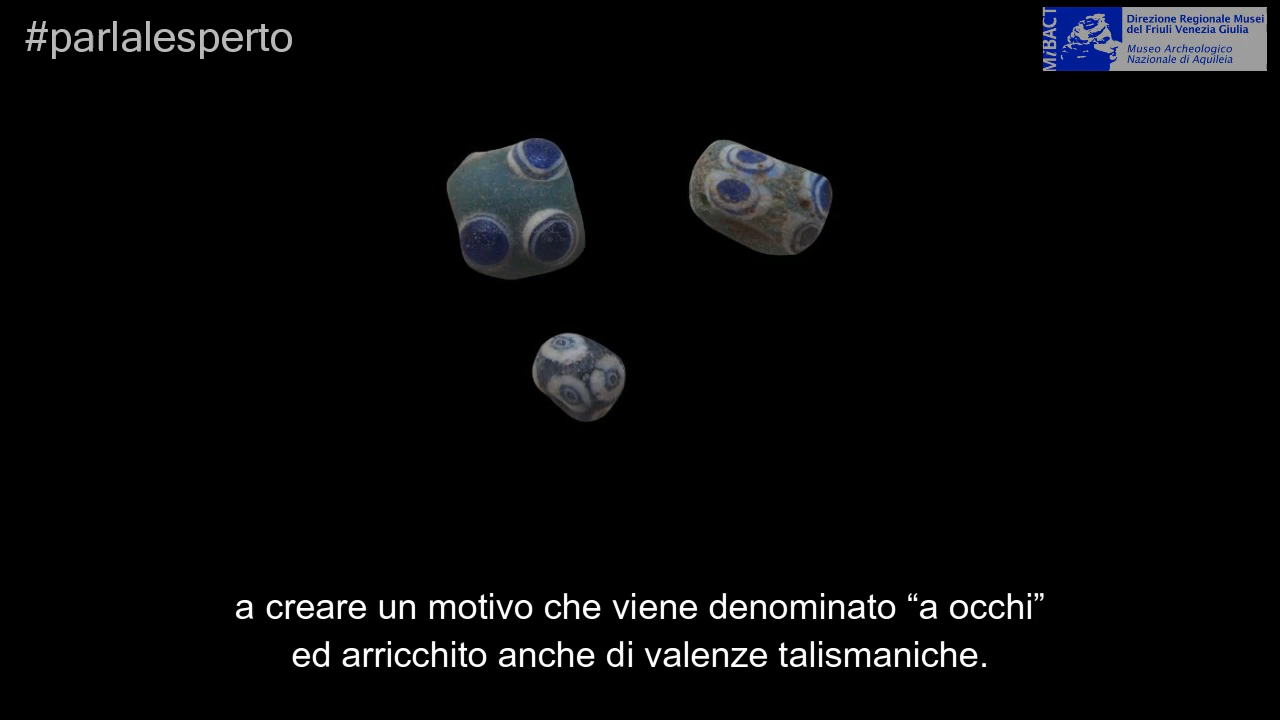 #parlalesperto
MiBACT
Direzione Regionale Musei
del Friuli Venezia Giulia
Museo Archeologico
Nazionale di Aquileia
a creare un motivo che viene denominato “a occhi”
ed arricchito anche di valenze talismaniche.